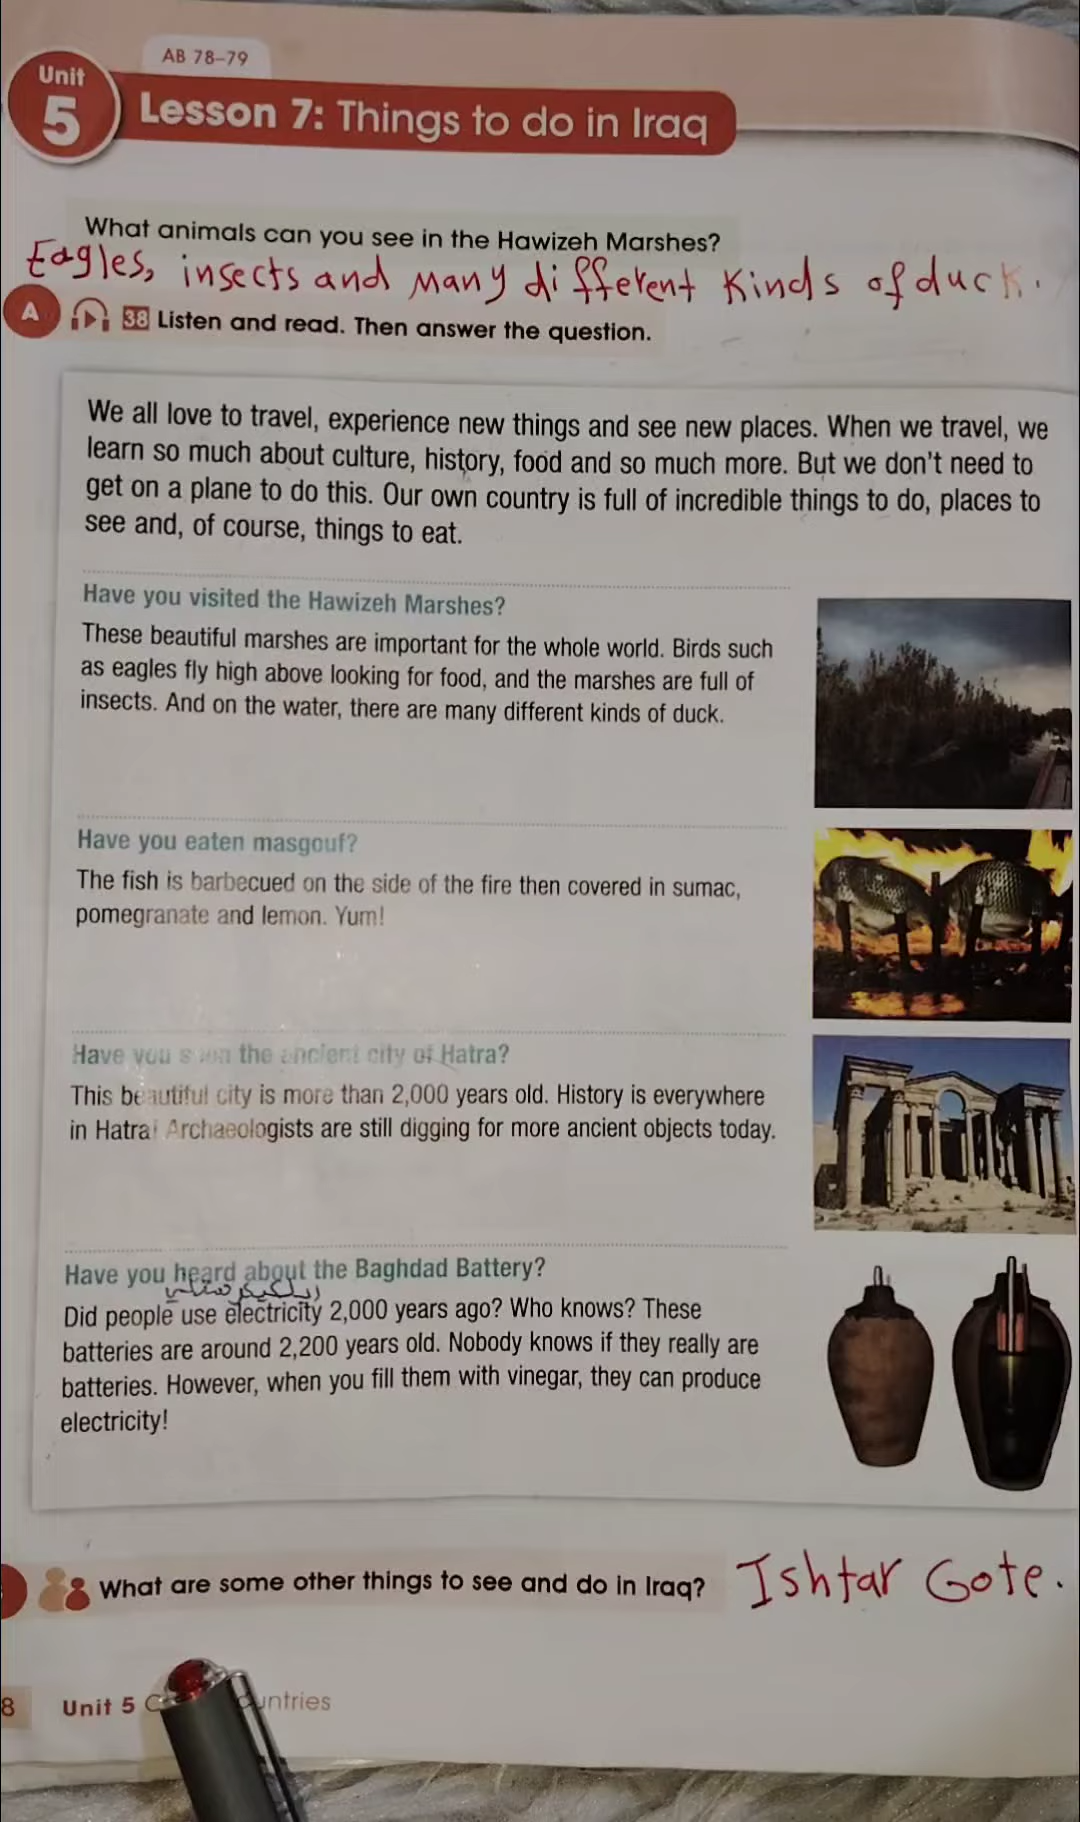 AB 78–79
Unit
5
Lesson 7: Things to do in Iraq
What animals can you see in the Hawizeh Marshes?
Eagles, insects and Many different Kinds of duck.
A 38 Listen and read. Then answer the question.
We all love to travel, experience new things and see new places. When we travel, we
learn so much about culture, history, food and so much more. But we don't need to
get on a plane to do this. Our own country is full of incredible things to do, places to
see and, of course, things to eat.
Have you visited the Hawizeh Marshes?
These beautiful marshes are important for the whole world. Birds such
as eagles fly high above looking for food, and the marshes are full of
insects. And on the water, there are many different kinds of duck.
Have you eaten masgouf?
The fish is barbecued on the side of the fire then covered in sumac,
pomegranate and lemon. Yum!
Have you seen the ancient city of Hatra?
This beautiful city is more than 2,000 years old. History is everywhere
in Hatra! Archaeologists are still digging for more ancient objects today.
Have you heard about the Baghdad Battery?
Did people use electricity 2,000 years ago? Who knows? These
batteries are around 2,200 years old. Nobody knows if they really are
batteries. However, when you fill them with vinegar, they can produce
electricity!
What are some other things to see and do in Iraq? Ishtar Gote.
8 Unit 5